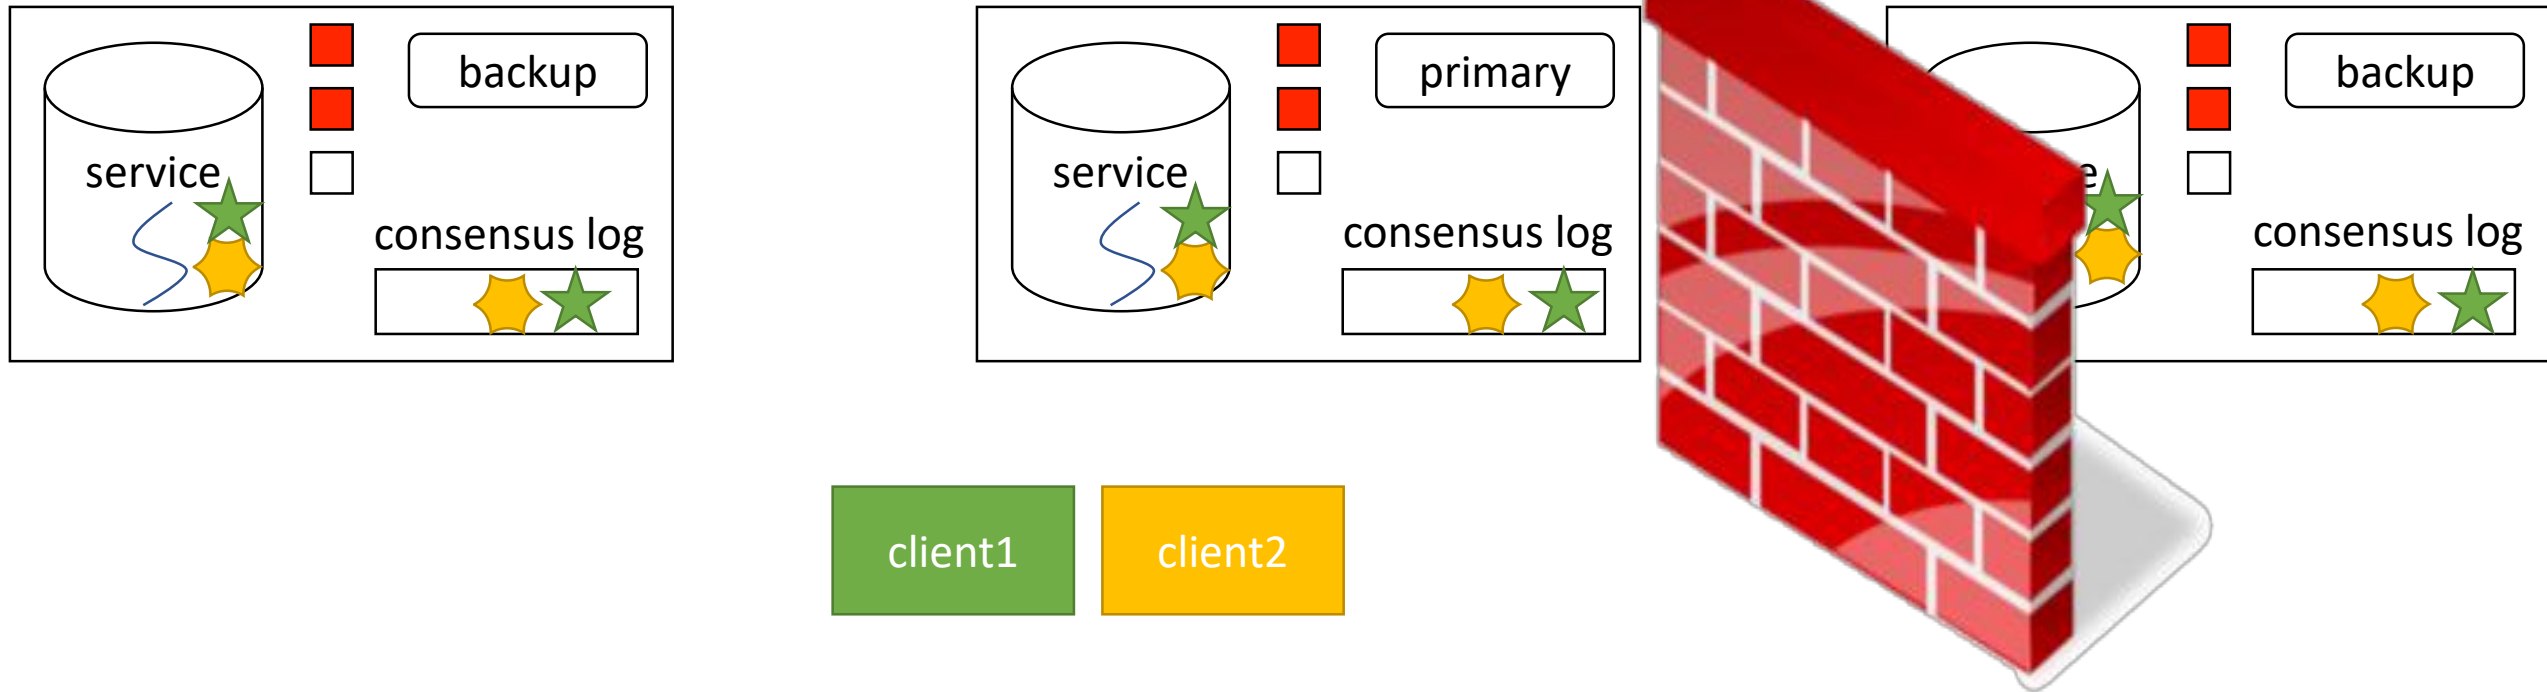 backup
service
consensus log
primary
service
consensus log
backup
e
consensus log
client1
client2